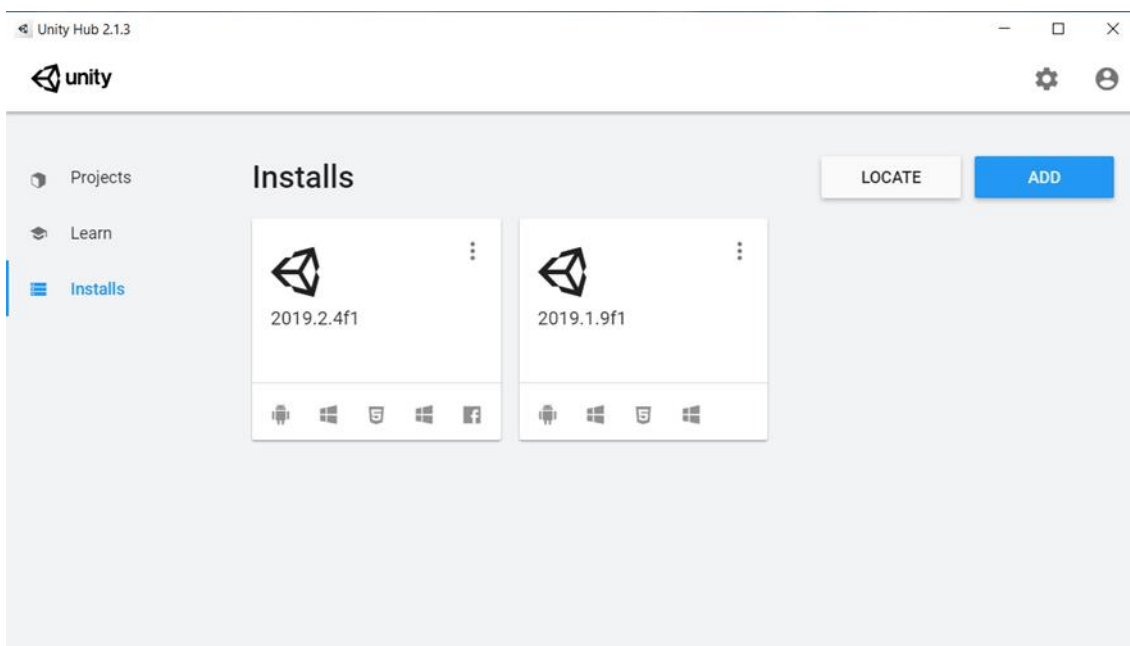 Unity Hub 2.1.3
unity
Projects
Learn
Installs
Installs
LOCATE
ADD
2019.2.4f1
2019.1.9f1